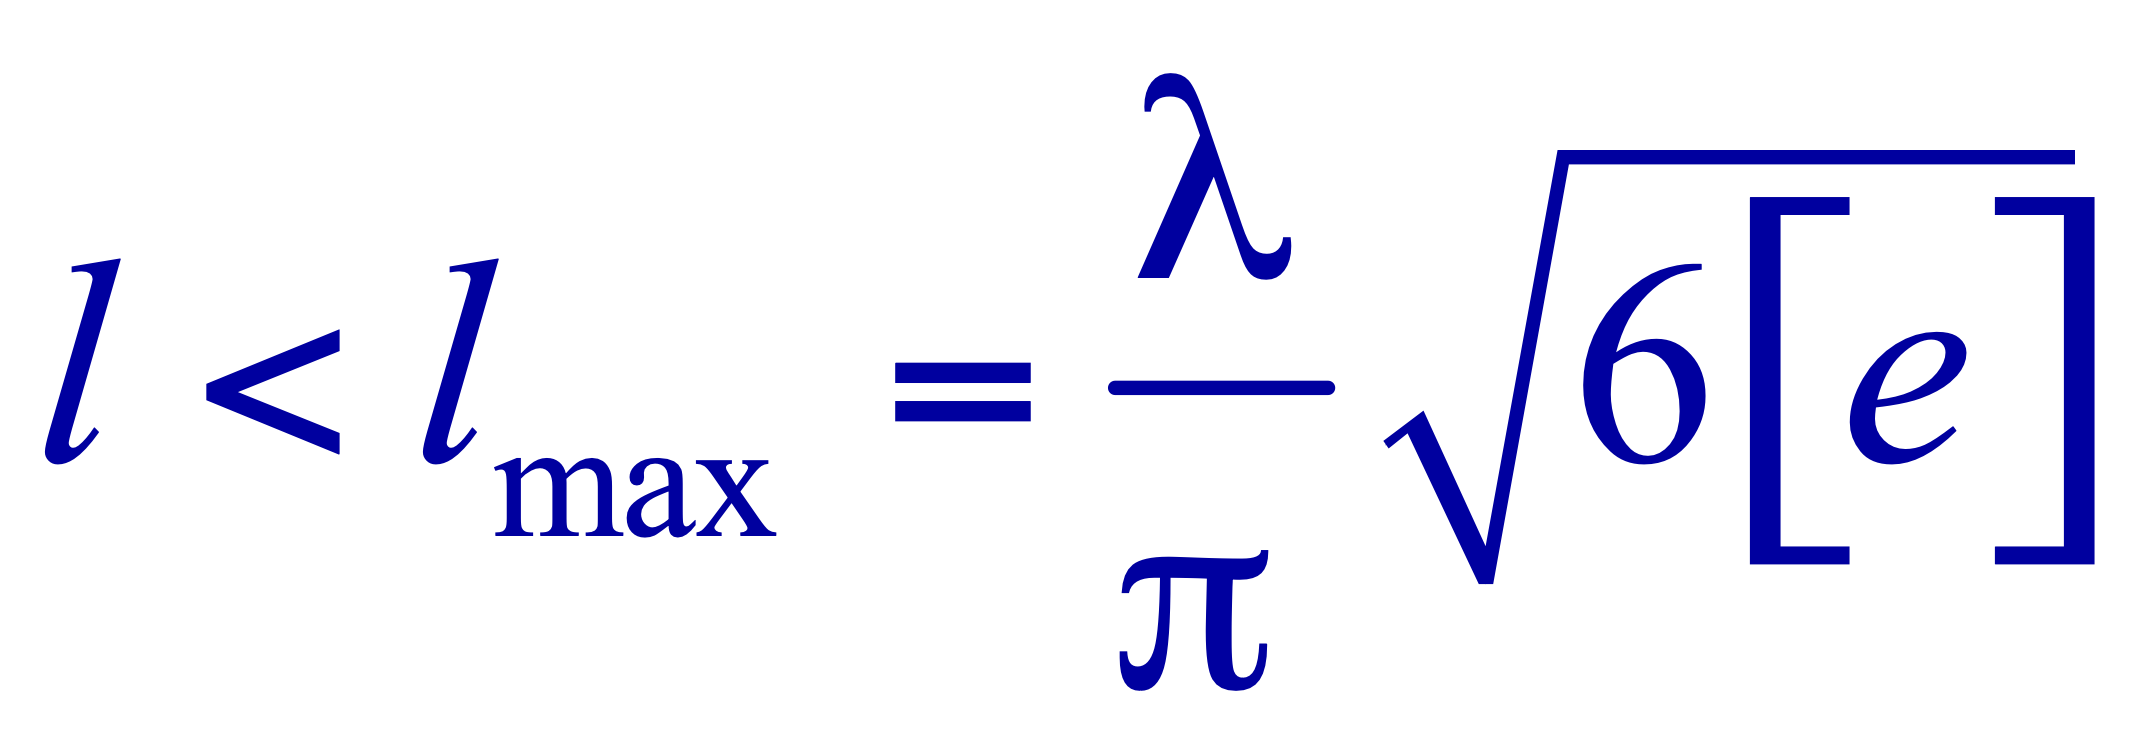 l < l_max = λ/π √6[e]